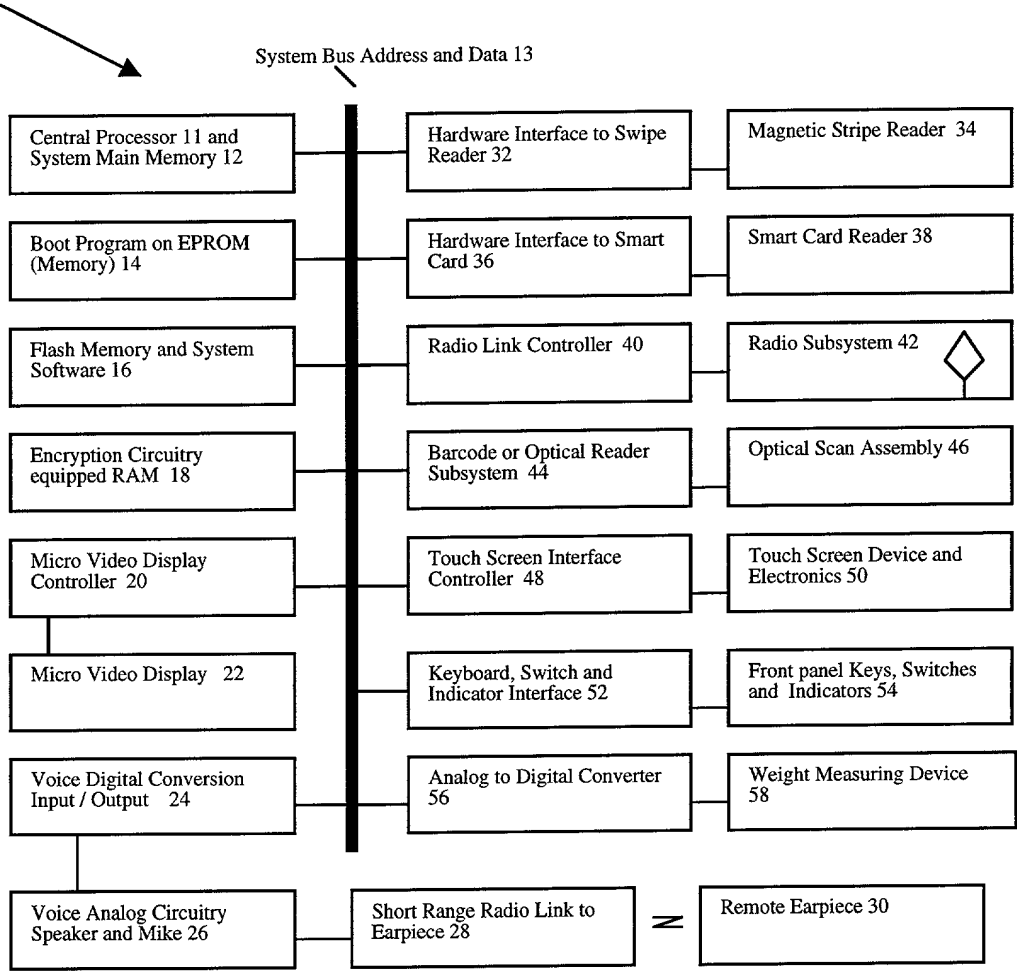 System Bus Address and Data 13
Central Processor 11 and
System Main Memory 12
Hardware Interface to Swipe
Reader 32
Magnetic Stripe Reader 34
Boot Program on EPROM
(Memory) 14
Hardware Interface to Smart
Card 36
Smart Card Reader 38
Flash Memory and System
Software 16
Radio Link Controller 40
Radio Subsystem 42
Encryption Circuitry
equipped RAM 18
Barcode or Optical Reader
Subsystem 44
Optical Scan Assembly 46
Micro Video Display
Controller 20
Touch Screen Interface
Controller 48
Touch Screen Device and
Electronics 50
Micro Video Display 22
Keyboard, Switch and
Indicator Interface 52
Front panel Keys, Switches
and Indicators 54
Voice Digital Conversion
Input / Output 24
Analog to Digital Converter
56
Weight Measuring Device
58
Voice Analog Circuitry
Speaker and Mike 26
Short Range Radio Link to
Earpiece 28
Remote Earpiece 30